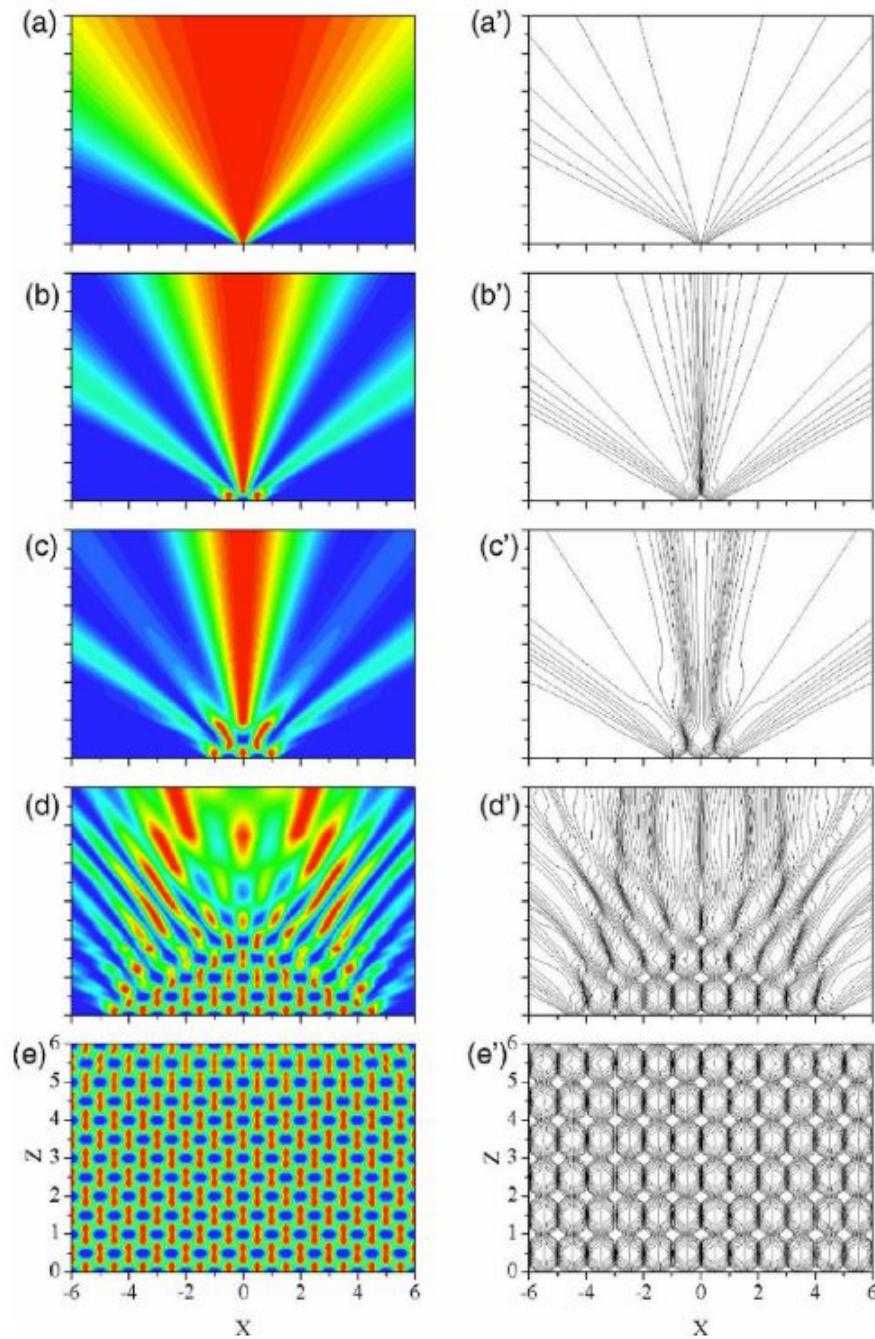 (a) (a')
(b) (b')
(c) (c')
(d) (d')
(e) 6 (e') 6
5 5
4 4
Z 3 Z 3
2 2
1 1
0 0
-6 -4 -2 0 2 4 6 -6 -4 -2 0 2 4 6
X X